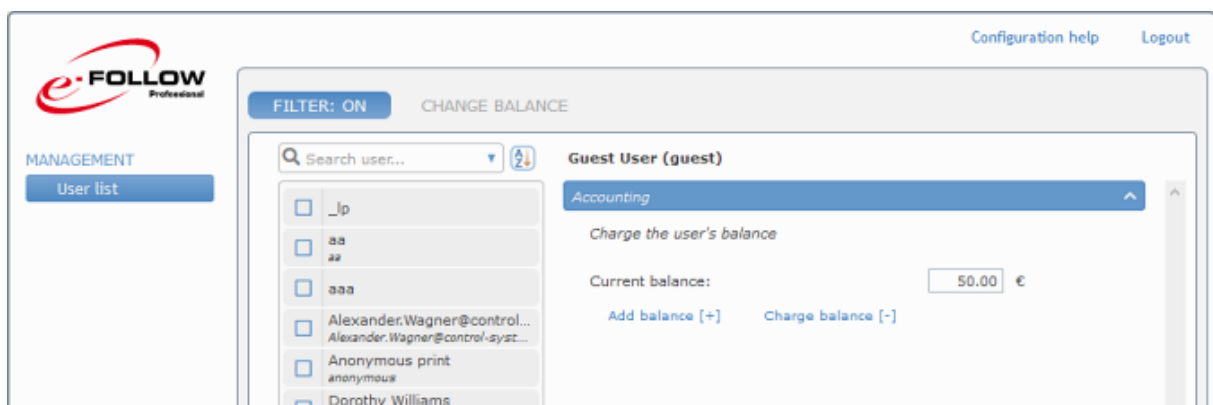 Configuration help Logout
e-FOLLOW
Professional
FILTER: ON CHANGE BALANCE
MANAGEMENT
User list
Search user...
Guest User (guest)
Accounting
Charge the user's balance
Current balance: 50.00 €
Add balance [+] Charge balance [-]
_lp
aa
aa
aaa
Alexander.Wagner@control...
Alexander.Wagner@control-syst...
Anonymous print
anonymous
Dorothy Williams